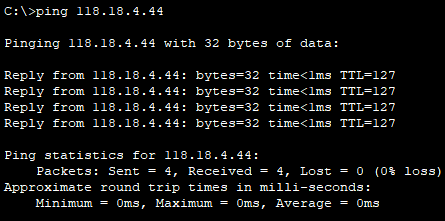 C:\>ping 118.18.4.44
Pinging 118.18.4.44 with 32 bytes of data:
Reply from 118.18.4.44: bytes=32 time<1ms TTL=127
Reply from 118.18.4.44: bytes=32 time<1ms TTL=127
Reply from 118.18.4.44: bytes=32 time<1ms TTL=127
Reply from 118.18.4.44: bytes=32 time<1ms TTL=127
Ping statistics for 118.18.4.44:
    Packets: Sent = 4, Received = 4, Lost = 0 (0% loss)
Approximate round trip times in milli-seconds:
    Minimum = 0ms, Maximum = 0ms, Average = 0ms